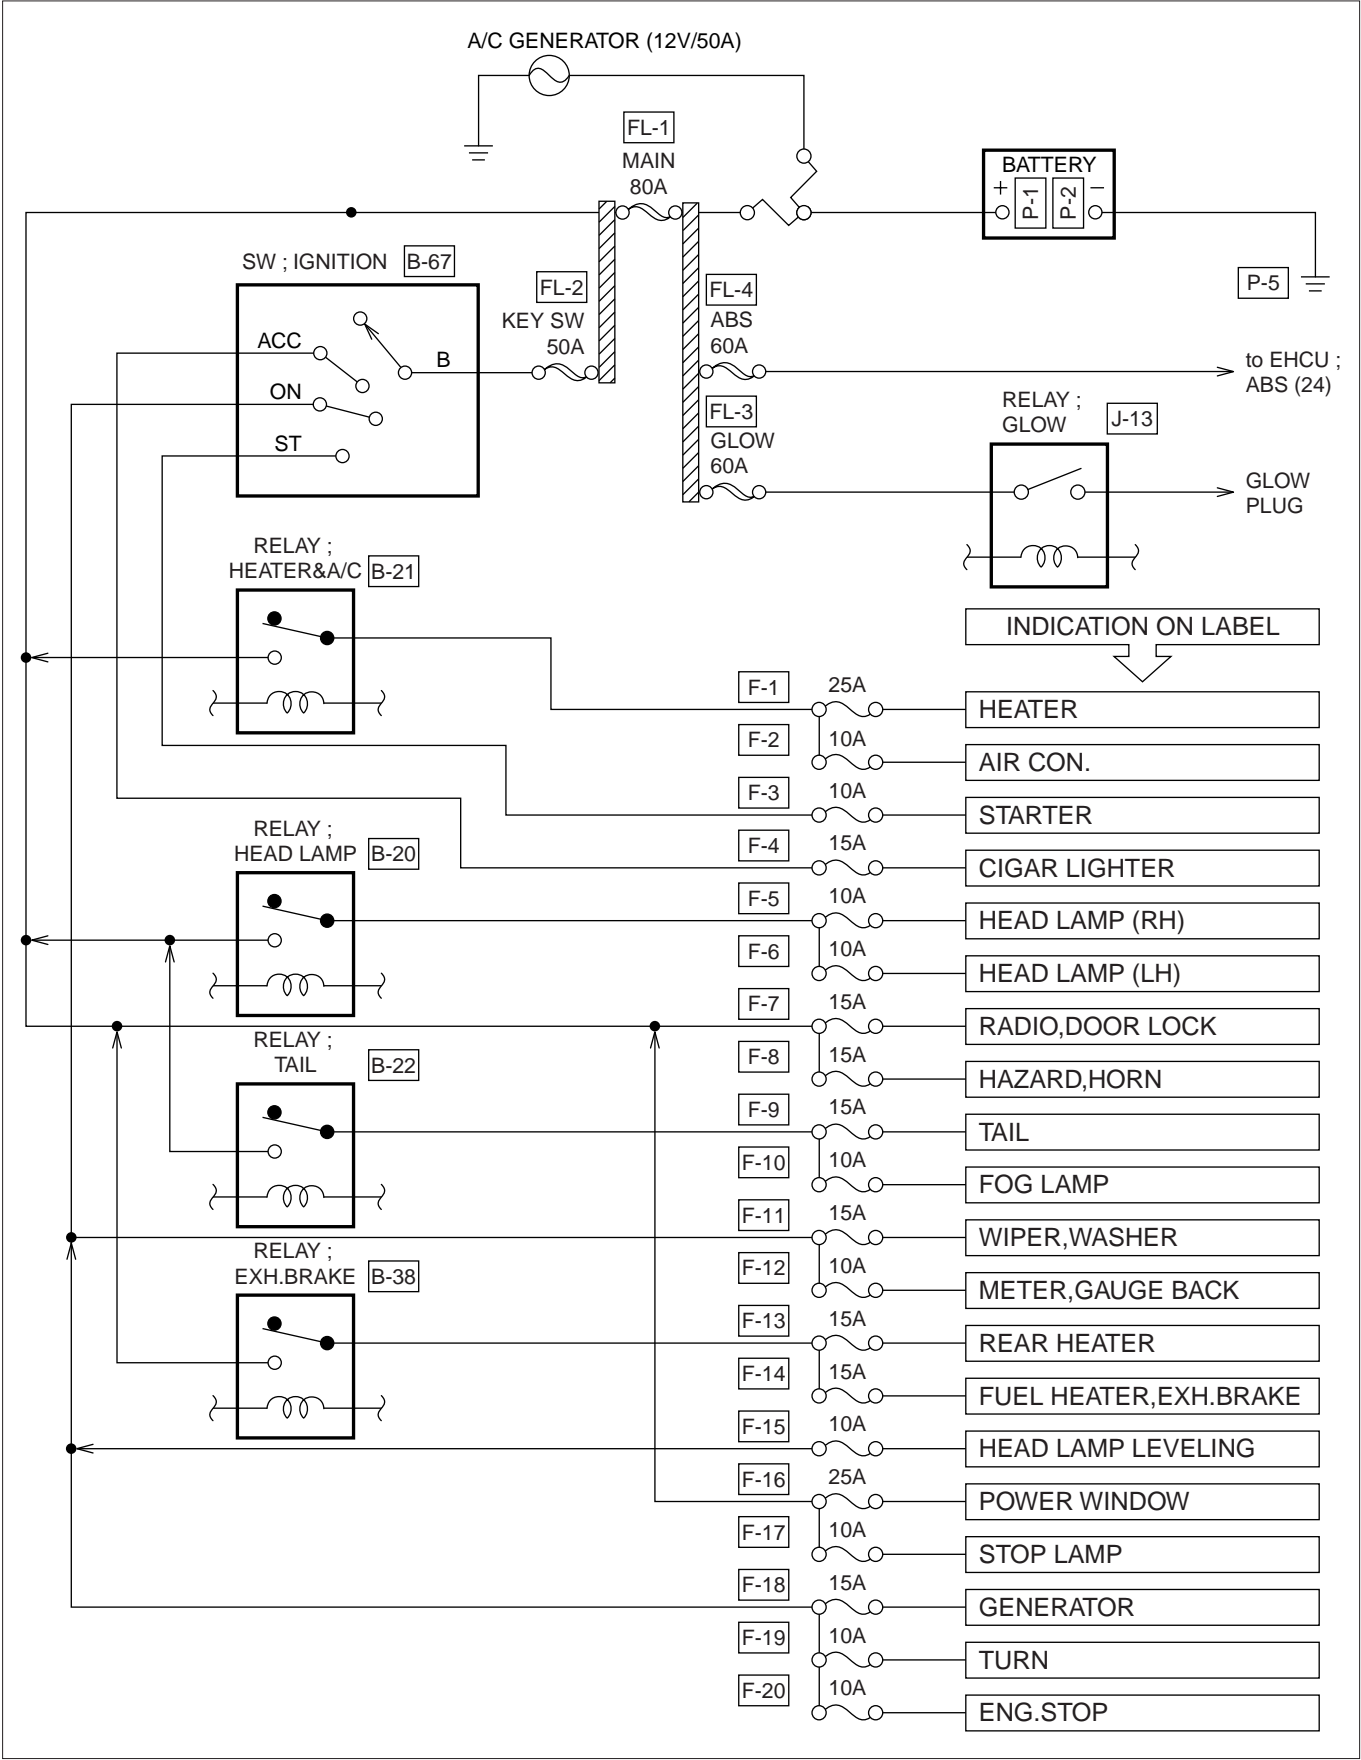 A/C GENERATOR (12V/50A)
FL-1
MAIN
80A
BATTERY
+
P-1
P-2
–
P-5
SW ; IGNITION
B-67
ACC
ON
ST
B
FL-2
KEY SW
50A
FL-4
ABS
60A
to EHCU ;
ABS (24)
FL-3
GLOW
60A
RELAY ;
GLOW
J-13
GLOW
PLUG
RELAY ;
HEATER&A/C
B-21
INDICATION ON LABEL
F-1
25A
HEATER
F-2
10A
AIR CON.
F-3
10A
STARTER
RELAY ;
HEAD LAMP
B-20
F-4
15A
CIGAR LIGHTER
F-5
10A
HEAD LAMP (RH)
F-6
10A
HEAD LAMP (LH)
F-7
15A
RADIO,DOOR LOCK
RELAY ;
TAIL
B-22
F-8
15A
HAZARD,HORN
F-9
15A
TAIL
F-10
10A
FOG LAMP
F-11
15A
WIPER,WASHER
RELAY ;
EXH.BRAKE
B-38
F-12
10A
METER,GAUGE BACK
F-13
15A
REAR HEATER
F-14
15A
FUEL HEATER,EXH.BRAKE
F-15
10A
HEAD LAMP LEVELING
F-16
25A
POWER WINDOW
F-17
10A
STOP LAMP
F-18
15A
GENERATOR
F-19
10A
TURN
F-20
10A
ENG.STOP